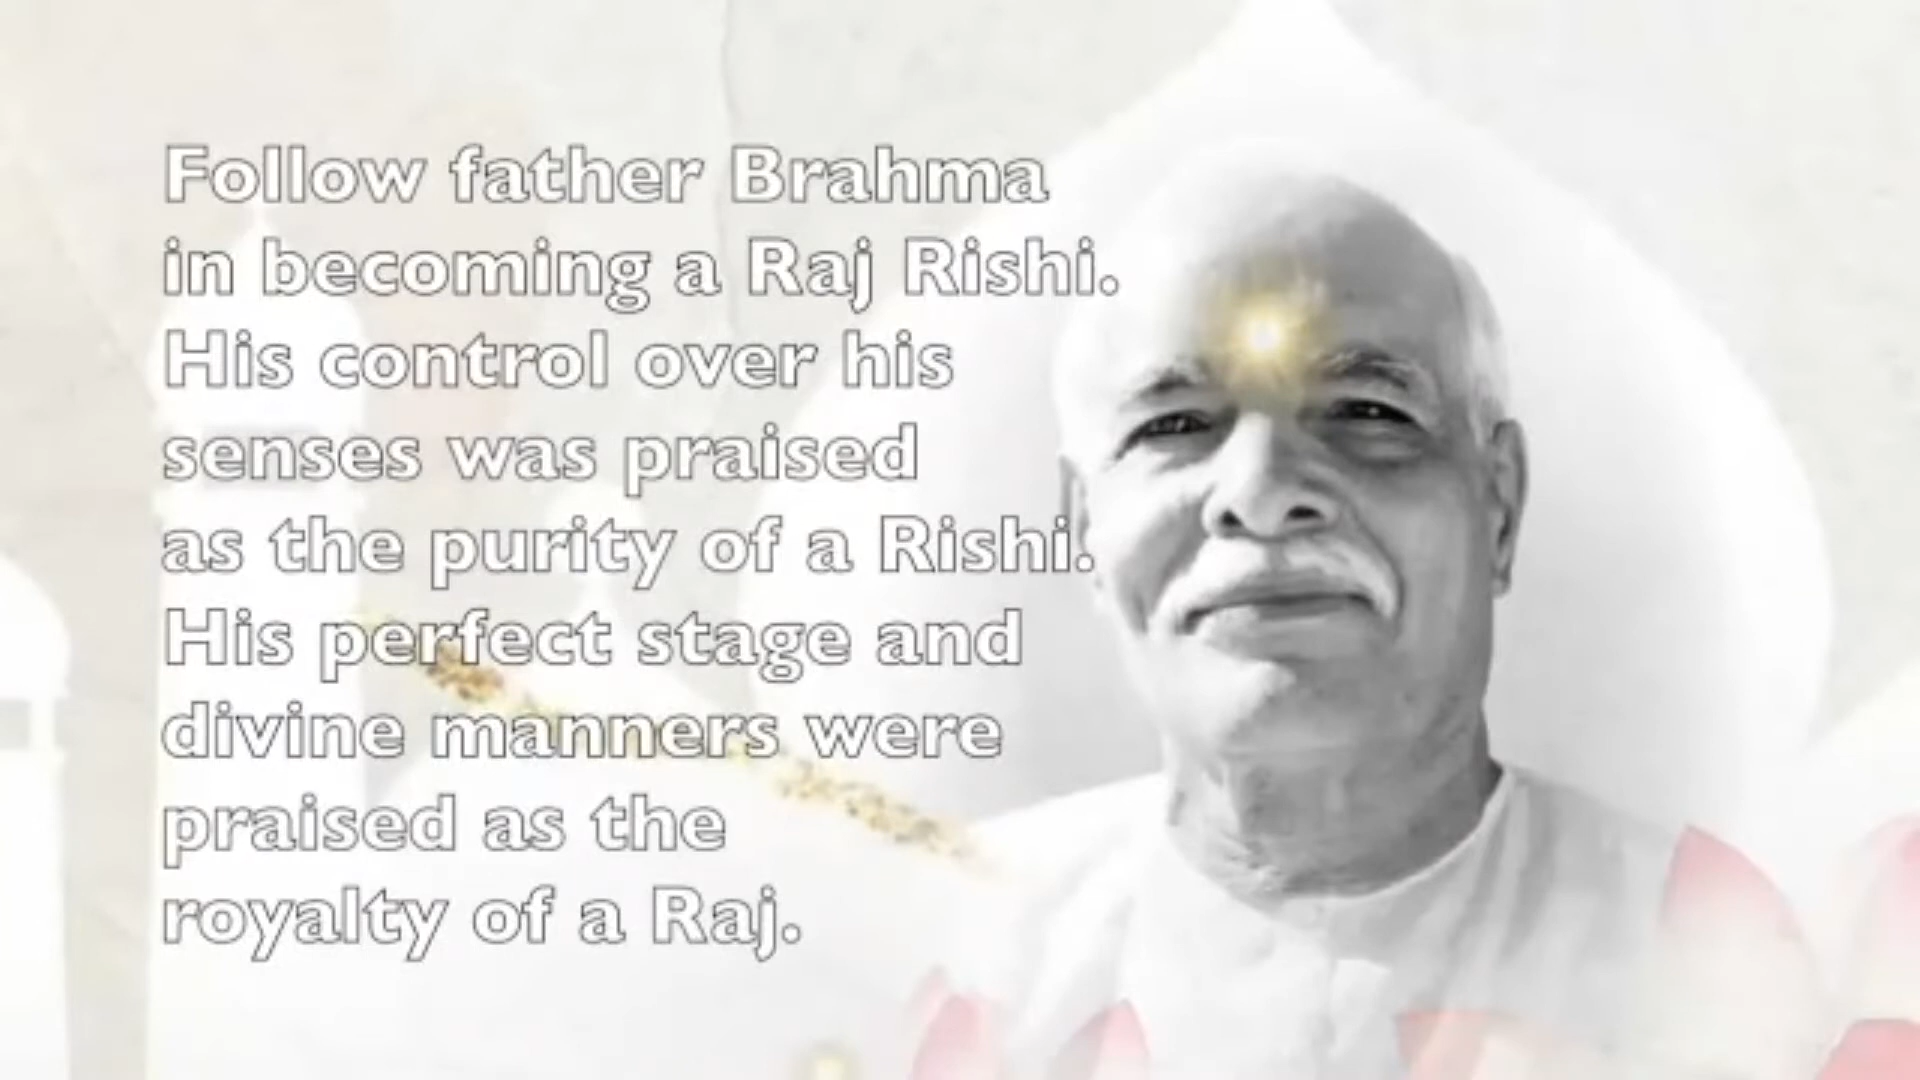 Follow father Brahma
in becoming a Raj Rishi.
His control over his
senses was praised
as the purity of a Rishi.
His perfect stage and
divine manners were
praised as the
royalty of a Raj.